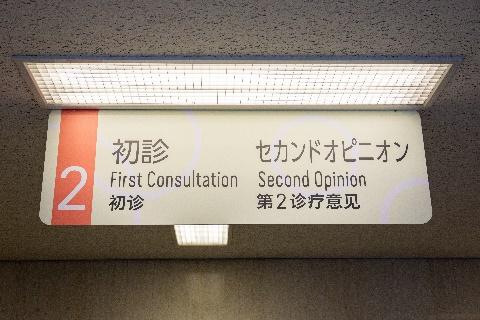 2
初診
First Consultation
初诊
セカンドオピニオン
Second Opinion
第2诊疗意见